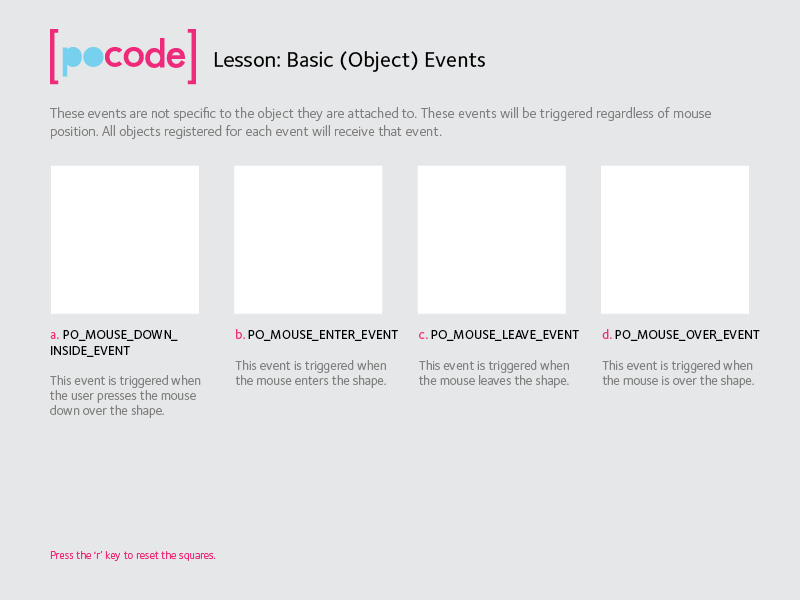 [pocode]
Lesson: Basic (Object) Events
These events are not specific to the object they are attached to. These events will be triggered regardless of mouse
position. All objects registered for each event will receive that event.
a. PO_MOUSE_DOWN_
INSIDE_EVENT
This event is triggered when
the user presses the mouse
down over the shape.
b. PO_MOUSE_ENTER_EVENT
This event is triggered when
the mouse enters the shape.
c. PO_MOUSE_LEAVE_EVENT
This event is triggered when
the mouse leaves the shape.
d. PO_MOUSE_OVER_EVENT
This event is triggered when
the mouse is over the shape.
Press the ‘r’ key to reset the squares.